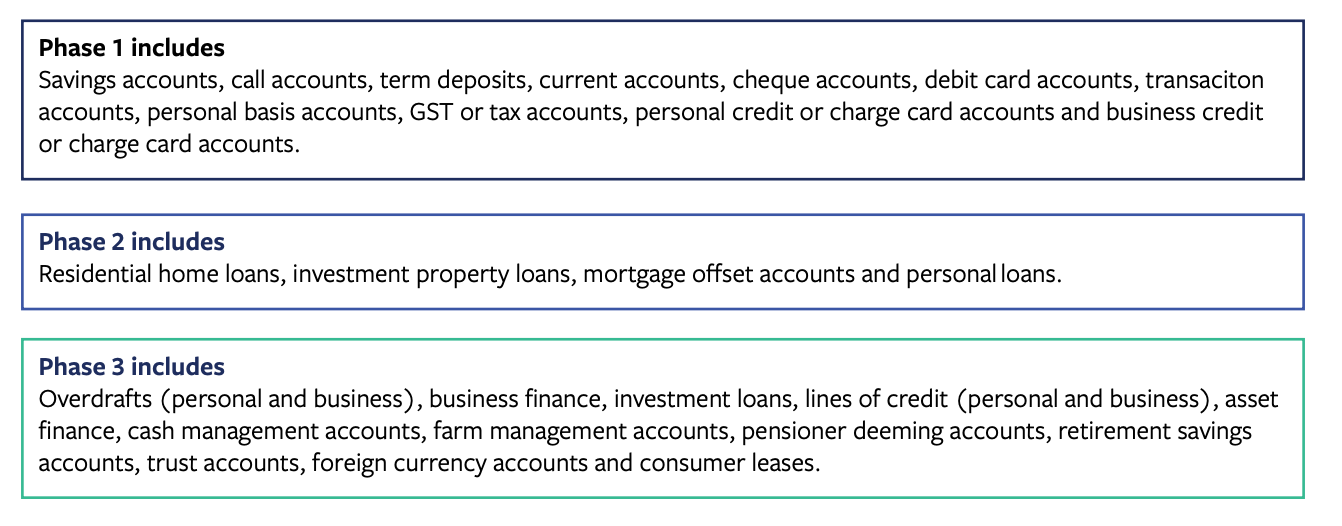 Phase 1 includes
Savings accounts, call accounts, term deposits, current accounts, cheque accounts, debit card accounts, transaciton
accounts, personal basis accounts, GST or tax accounts, personal credit or charge card accounts and business credit
or charge card accounts.
Phase 2 includes
Residential home loans, investment property loans, mortgage offset accounts and personal loans.
Phase 3 includes
Overdrafts (personal and business), business finance, investment loans, lines of credit (personal and business), asset
finance, cash management accounts, farm management accounts, pensioner deeming accounts, retirement savings
accounts, trust accounts, foreign currency accounts and consumer leases.